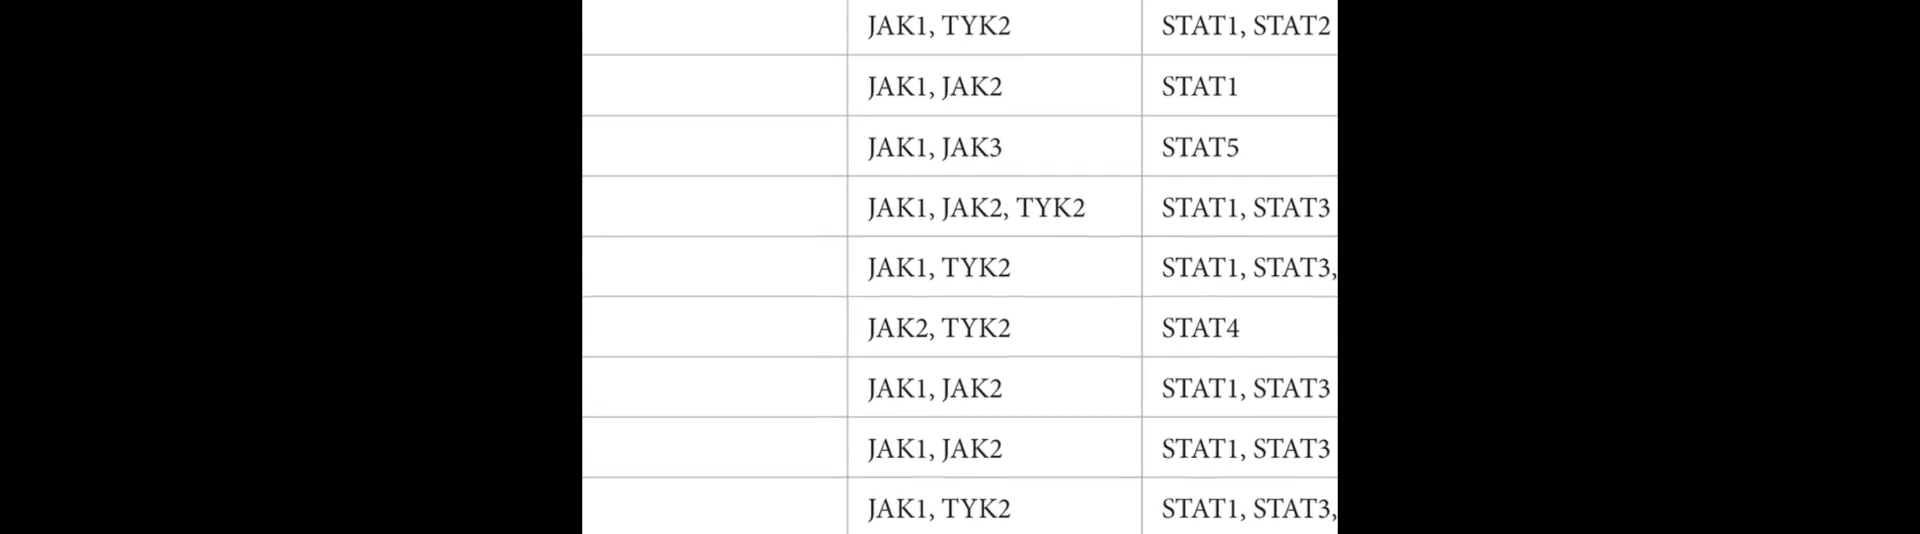 JAK1, TYK2 STAT1, STAT2
JAK1, JAK2 STAT1
JAK1, JAK3 STAT5
JAK1, JAK2, TYK2 STAT1, STAT3
JAK1, TYK2 STAT1, STAT3,
JAK2, TYK2 STAT4
JAK1, JAK2 STAT1, STAT3
JAK1, JAK2 STAT1, STAT3
JAK1, TYK2 STAT1, STAT3,